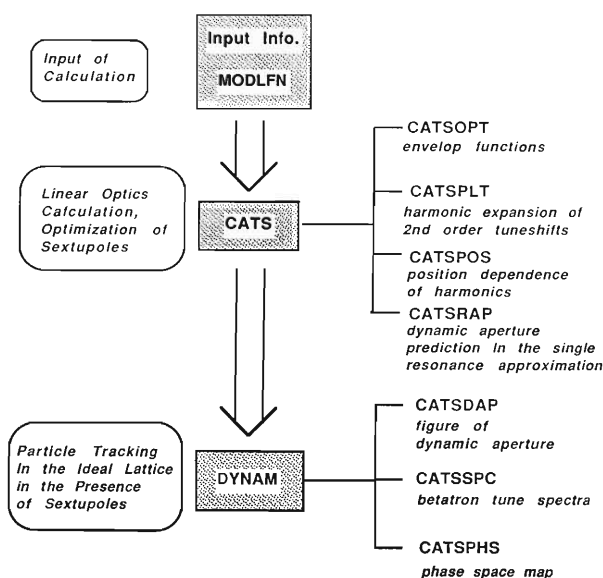 Input Info.
MODLFN
Input of
Calculation
CATSOPT
envelop functions
Linear Optics
Calculation,
Optimization of
Sextupoles
CATS
CATSPLT
harmonic expansion of
2nd order tuneshifts
CATSPOS
position dependence
of harmonics
CATSRAP
dynamic aperture
prediction In the single
resonance approximation
Particle Tracking
In the Ideal Lattice
in the Presence
of Sextupoles
DYNAM
CATSDAP
figure of
dynamic aperture
CATSSPC
betatron tune spectra
CATSPHS
phase space map